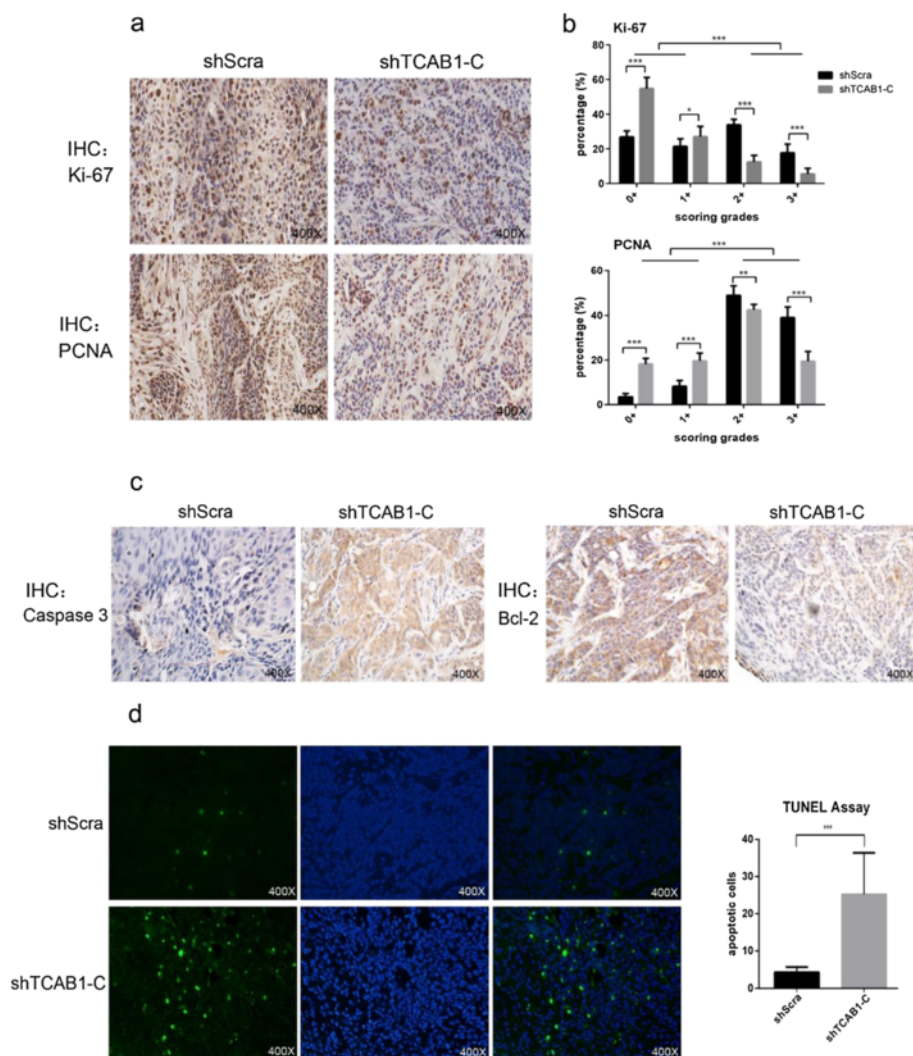 a
shScra shTCAB1-C
IHC:
Ki-67
400X 400X
IHC:
PCNA
400X 400X
b
Ki-67
***
*** * *** ***
shScra
shTCAB1-C
percentage (%)
80
60
40
20
0
0+ 1+ 2+ 3+
scoring grades
PCNA
***
*** *** ** ***
percentage (%)
60
40
20
0
0+ 1+ 2+ 3+
scoring grades
c
shScra shTCAB1-C
IHC:
Caspase 3
400X 400X
shScra shTCAB1-C
IHC:
Bcl-2
400X 400X
d
shScra
400X 400X 400X
shTCAB1-C
400X 400X 400X
TUNEL Assay
***
apoptotic cells
40
30
20
10
0
shScra shTCAB1-C